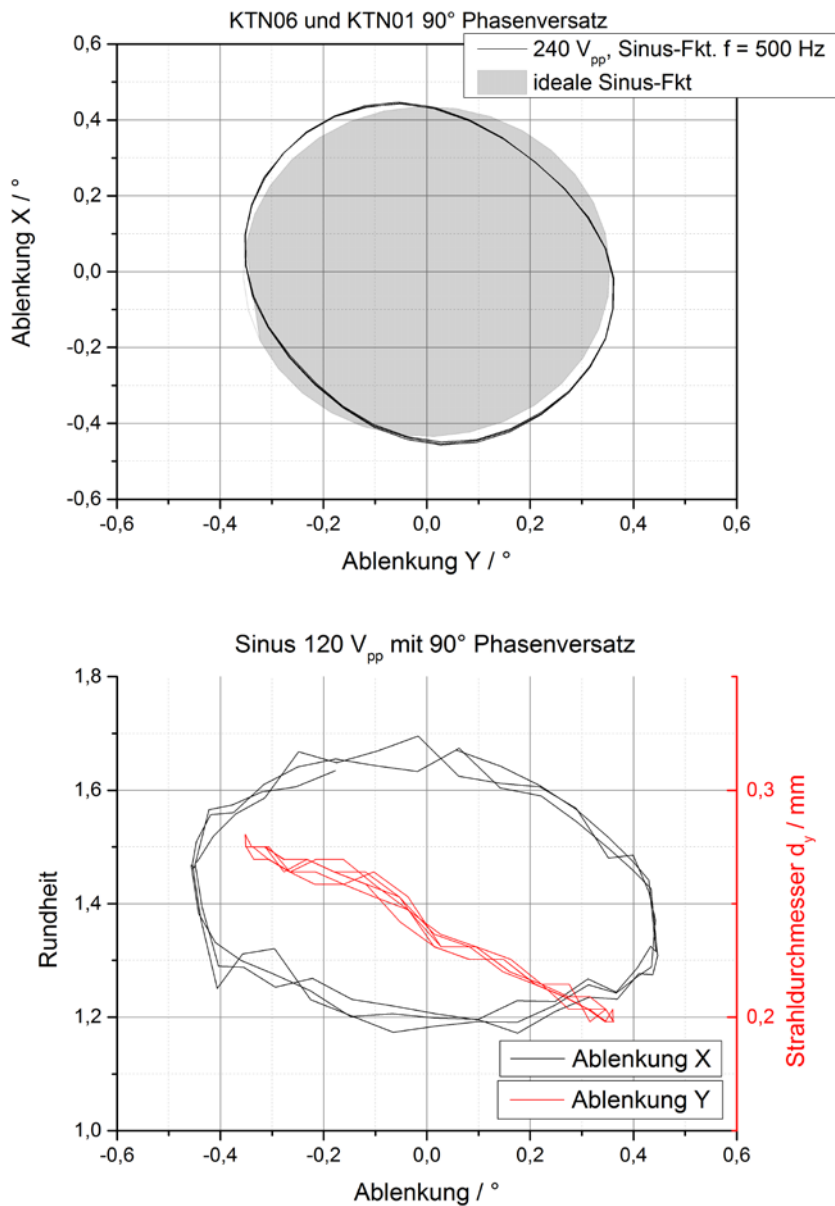 KTN06 und KTN01 90° Phasenversatz
240 Vpp, Sinus-Fkt. f = 500 Hz
ideale Sinus-Fkt
0,6
0,4
0,2
0,0
-0,2
-0,4
-0,6
Ablenkung X / °
-0,6 -0,4 -0,2 0,0 0,2 0,4 0,6
Ablenkung Y / °
Sinus 120 Vpp mit 90° Phasenversatz
1,8
1,6
1,4
1,2
1,0
Rundheit
0,3
0,2
Strahldurchmesser dy / mm
Ablenkung X
Ablenkung Y
-0,6 -0,4 -0,2 0,0 0,2 0,4 0,6
Ablenkung / °